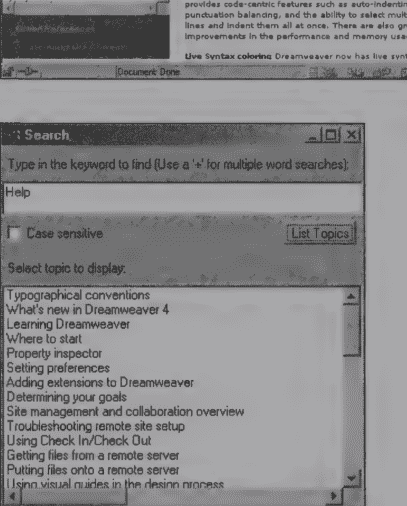 provides code-centric features such as auto-indenting
punctuation balancing, and the ability to select
lines and indent them all at once. There are also
improvements in the performance and memory
Live Syntax coloring Dreamweaver now has live
Document: Done
Search
Type in the keyword to find (Use a '+' for multiple word searches):
Help
Case sensitive
List Topics
Select topic to display:
Typographical conventions
What's new in Dreamweaver 4
Learning Dreamweaver
Where to start
Property inspector
Setting preferences
Adding extensions to Dreamweaver
Determining your goals
Site management and collaboration overview
Troubleshooting remote site setup
Using Check In/Check Out
Getting files from a remote server
Putting files onto a remote server
Using visual guides in the design process